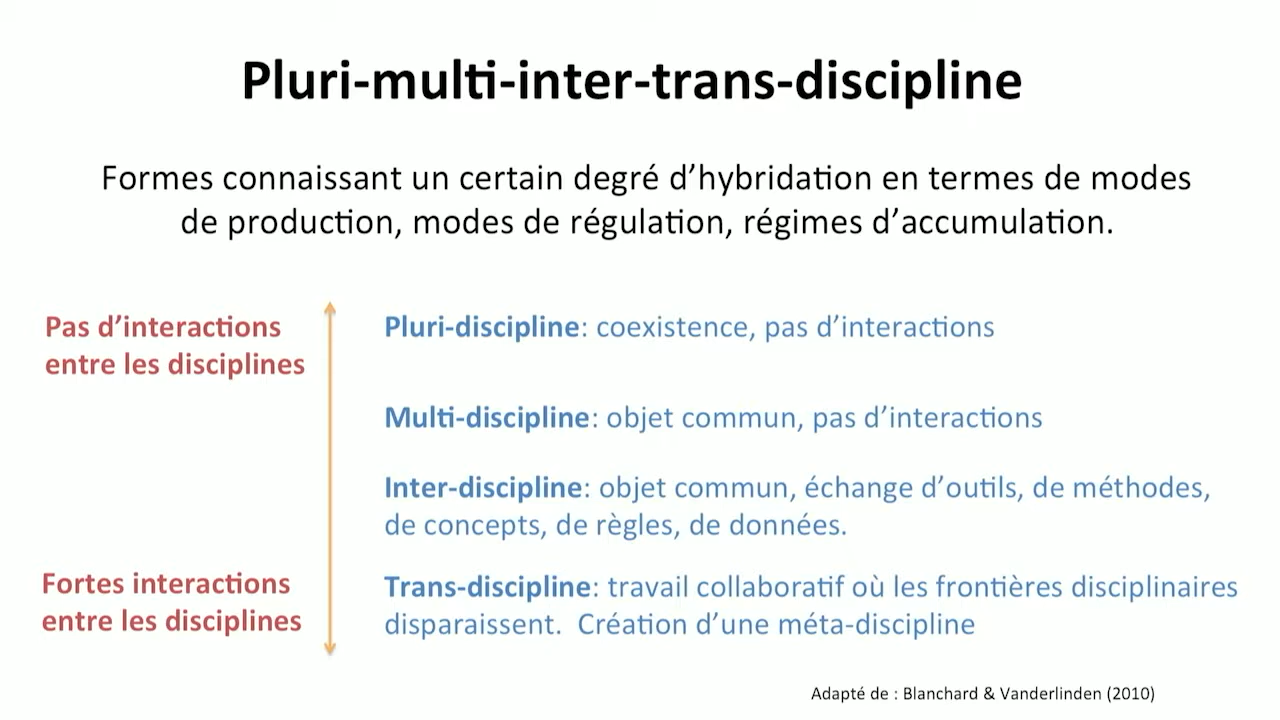 Pluri-multi-inter-trans-discipline
Formes connaissant un certain degré d’hybridation en termes de modes
de production, modes de régulation, régimes d’accumulation.
Pas d’interactions
entre les disciplines
Pluri-discipline: coexistence, pas d’interactions
Multi-discipline: objet commun, pas d’interactions
Inter-discipline: objet commun, échange d’outils, de méthodes,
de concepts, de règles, de données.
Fortes interactions
entre les disciplines
Trans-discipline: travail collaboratif où les frontières disciplinaires
disparaissent.  Création d’une méta-discipline
Adapté de : Blanchard & Vanderlinden (2010)